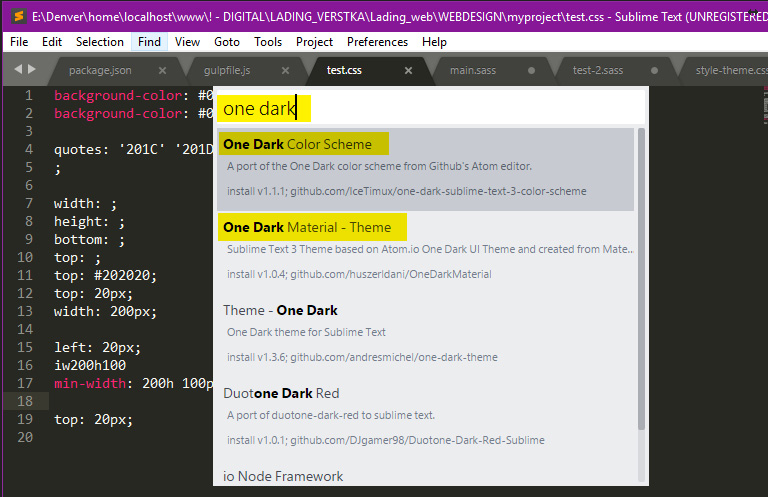 E:\Denver\home\localhost\www\! - DIGITAL\LADING_VERSTKA\Lading_web\WEBDESIGN\myproject\test.css - Sublime Text (UNREGISTERED
File Edit Selection Find View Goto Tools Project Preferences Help
package.json gulpfile.js test.css main.sass test-2.sass style-theme.css
1 background-color: #0
2 background-color: #0
3
4 quotes: '201C' '201D
5 ;
6
7 width: ;
8 height: ;
9 bottom: ;
10 top: ;
11 top: #202020;
12 top: 20px;
13 width: 200px;
14
15 left: 20px;
16 iw200h100
17 min-width: 200h 100p
18
19 top: 20px;
20
one dark
One Dark Color Scheme
A port of the One Dark color scheme from Github's Atom editor.
install v1.1.1; github.com/IceTimux/one-dark-sublime-text-3-color-scheme
One Dark Material - Theme
Sublime Text 3 Theme based on Atom.io One Dark UI Theme and created from Mate..
install v1.0.4; github.com/huszerldani/OneDarkMaterial
Theme - One Dark
One Dark theme for Sublime Text
install v1.3.6; github.com/andresmichel/one-dark-theme
Duotone Dark Red
A port of duotone-dark-red to sublime text.
install v1.0.1; github.com/DJgamer98/Duotone-Dark-Red-Sublime
io Node Framework